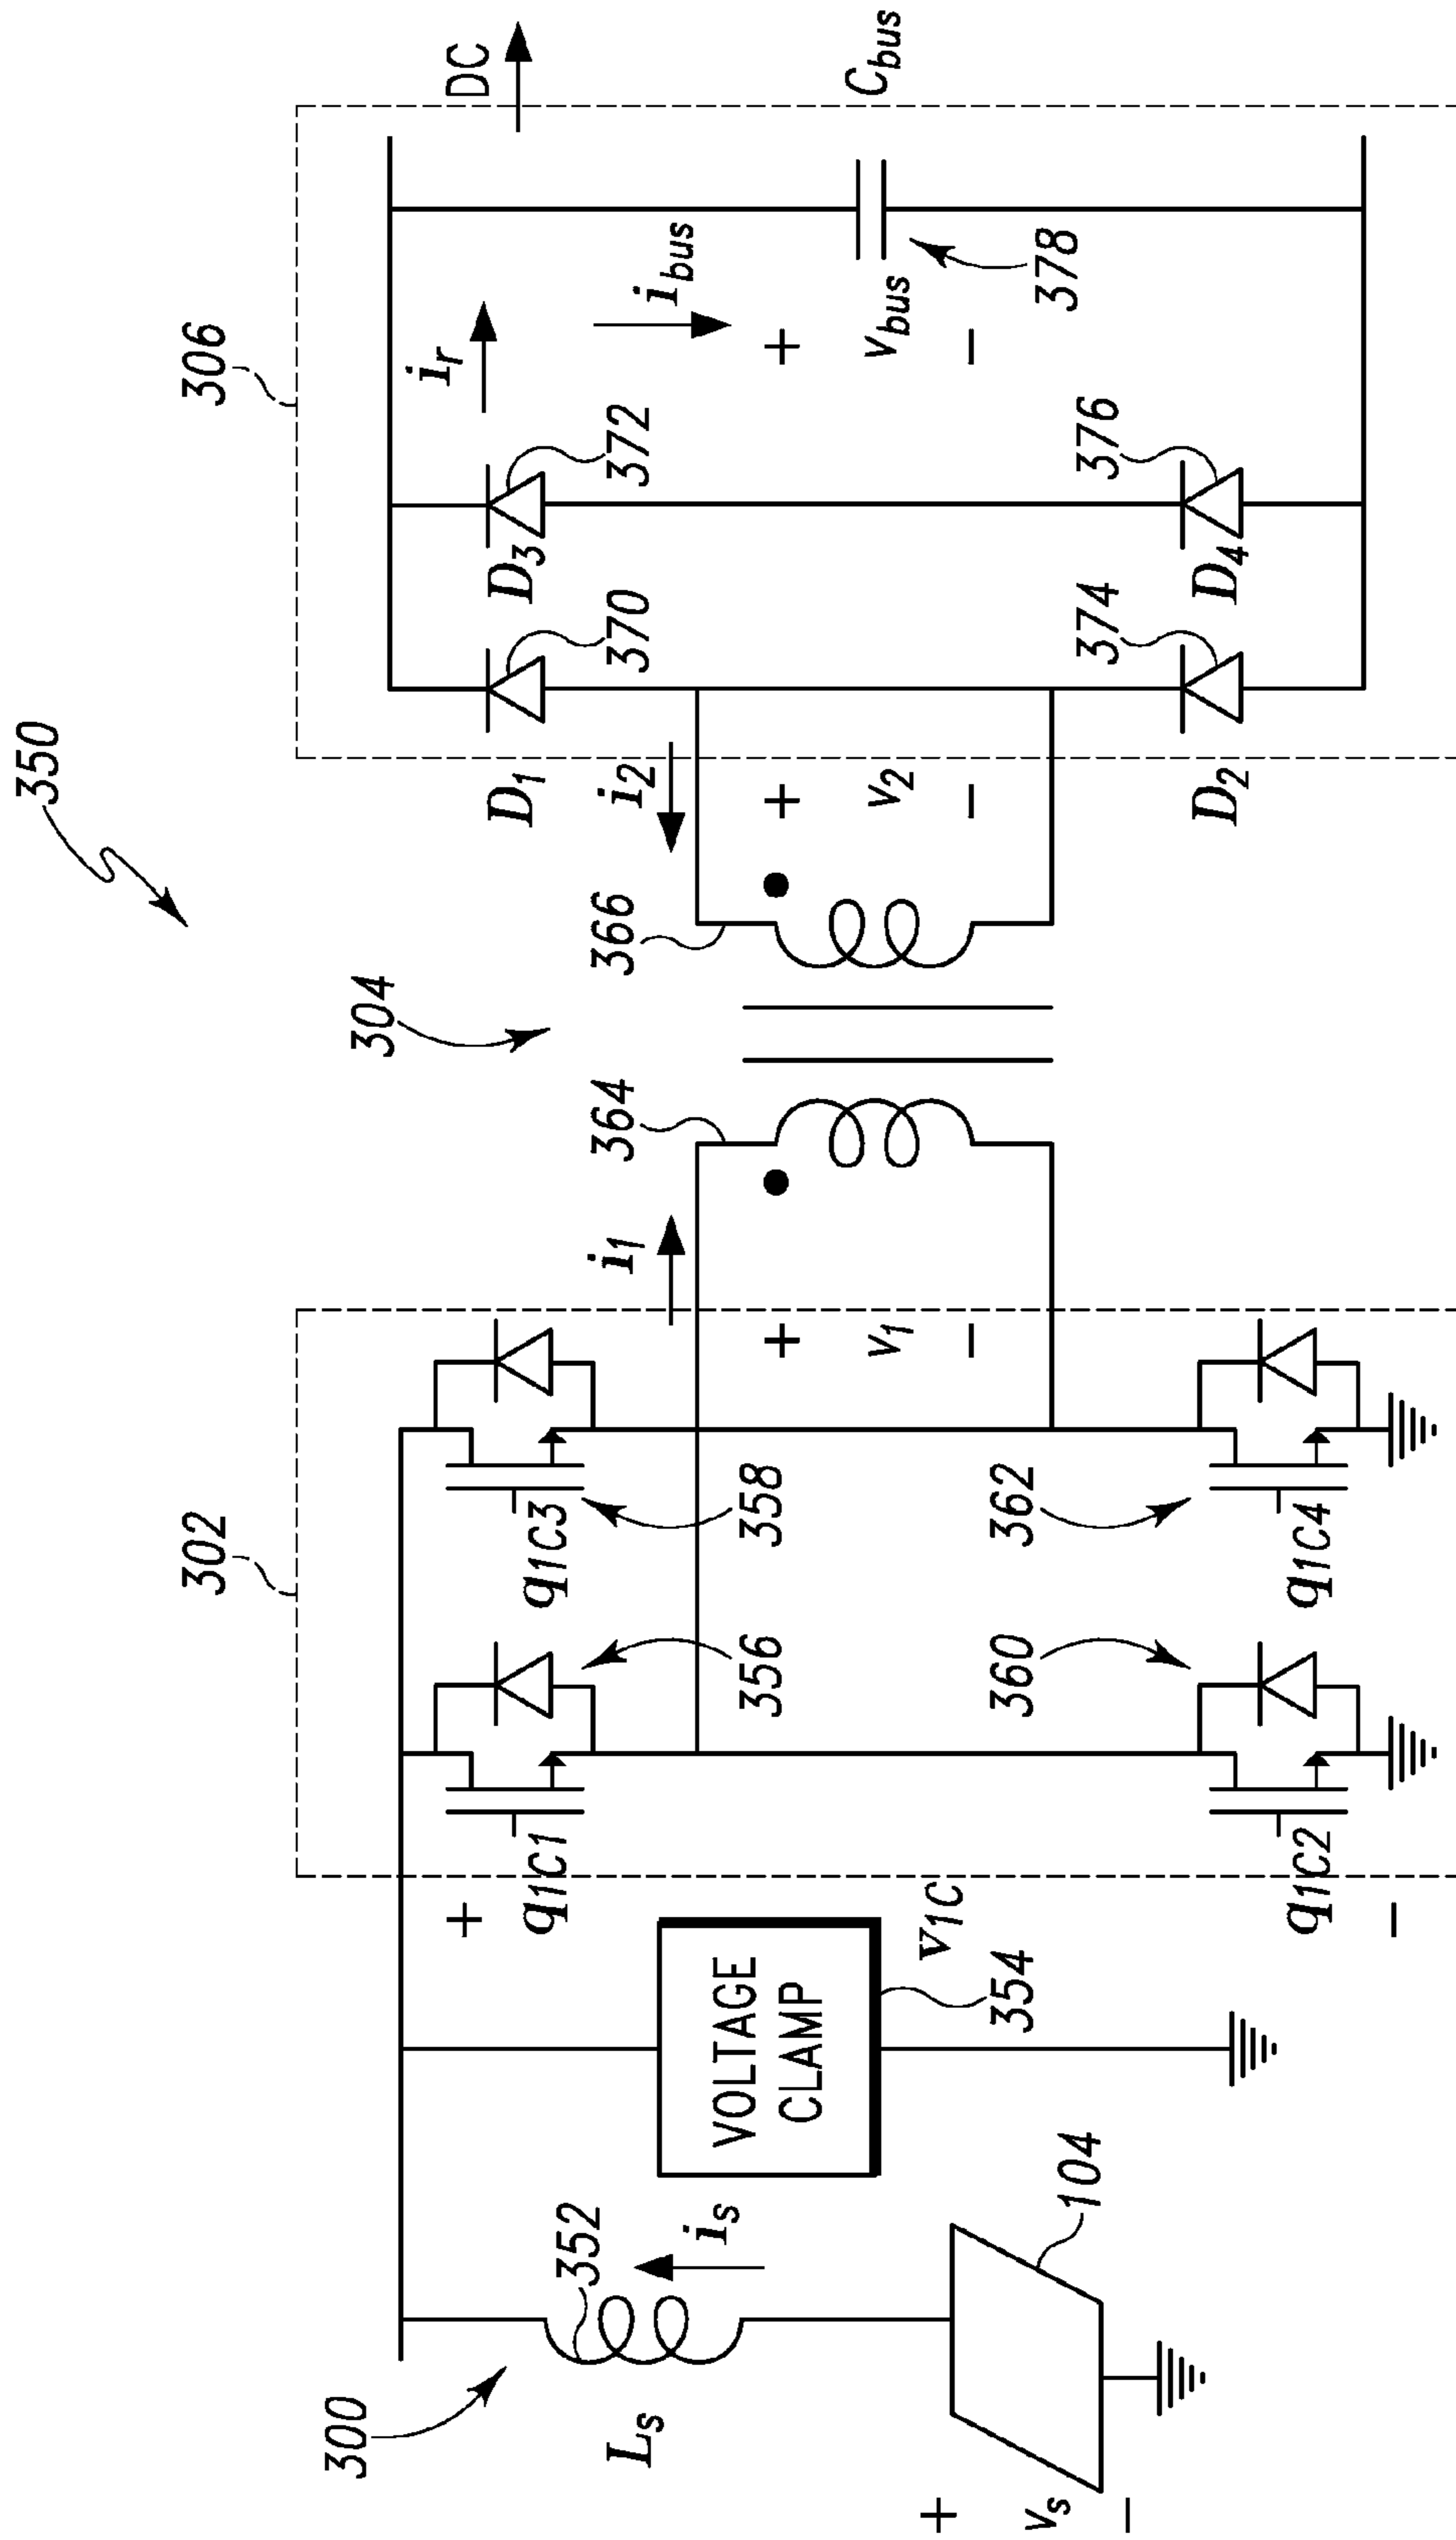 350
300
302
304
306
352
L_s
i_s
v_s
+
−
104
VOLTAGE
CLAMP
354
v_1C
+
−
q_1C1
356
q_1C3
358
q_1C2
360
q_1C4
362
i_1
+
v_1
−
364
366
i_2
+
v_2
−
D_1
370
D_3
372
D_2
374
D_4
376
i_r
i_bus
+
v_bus
−
378
C_bus
DC